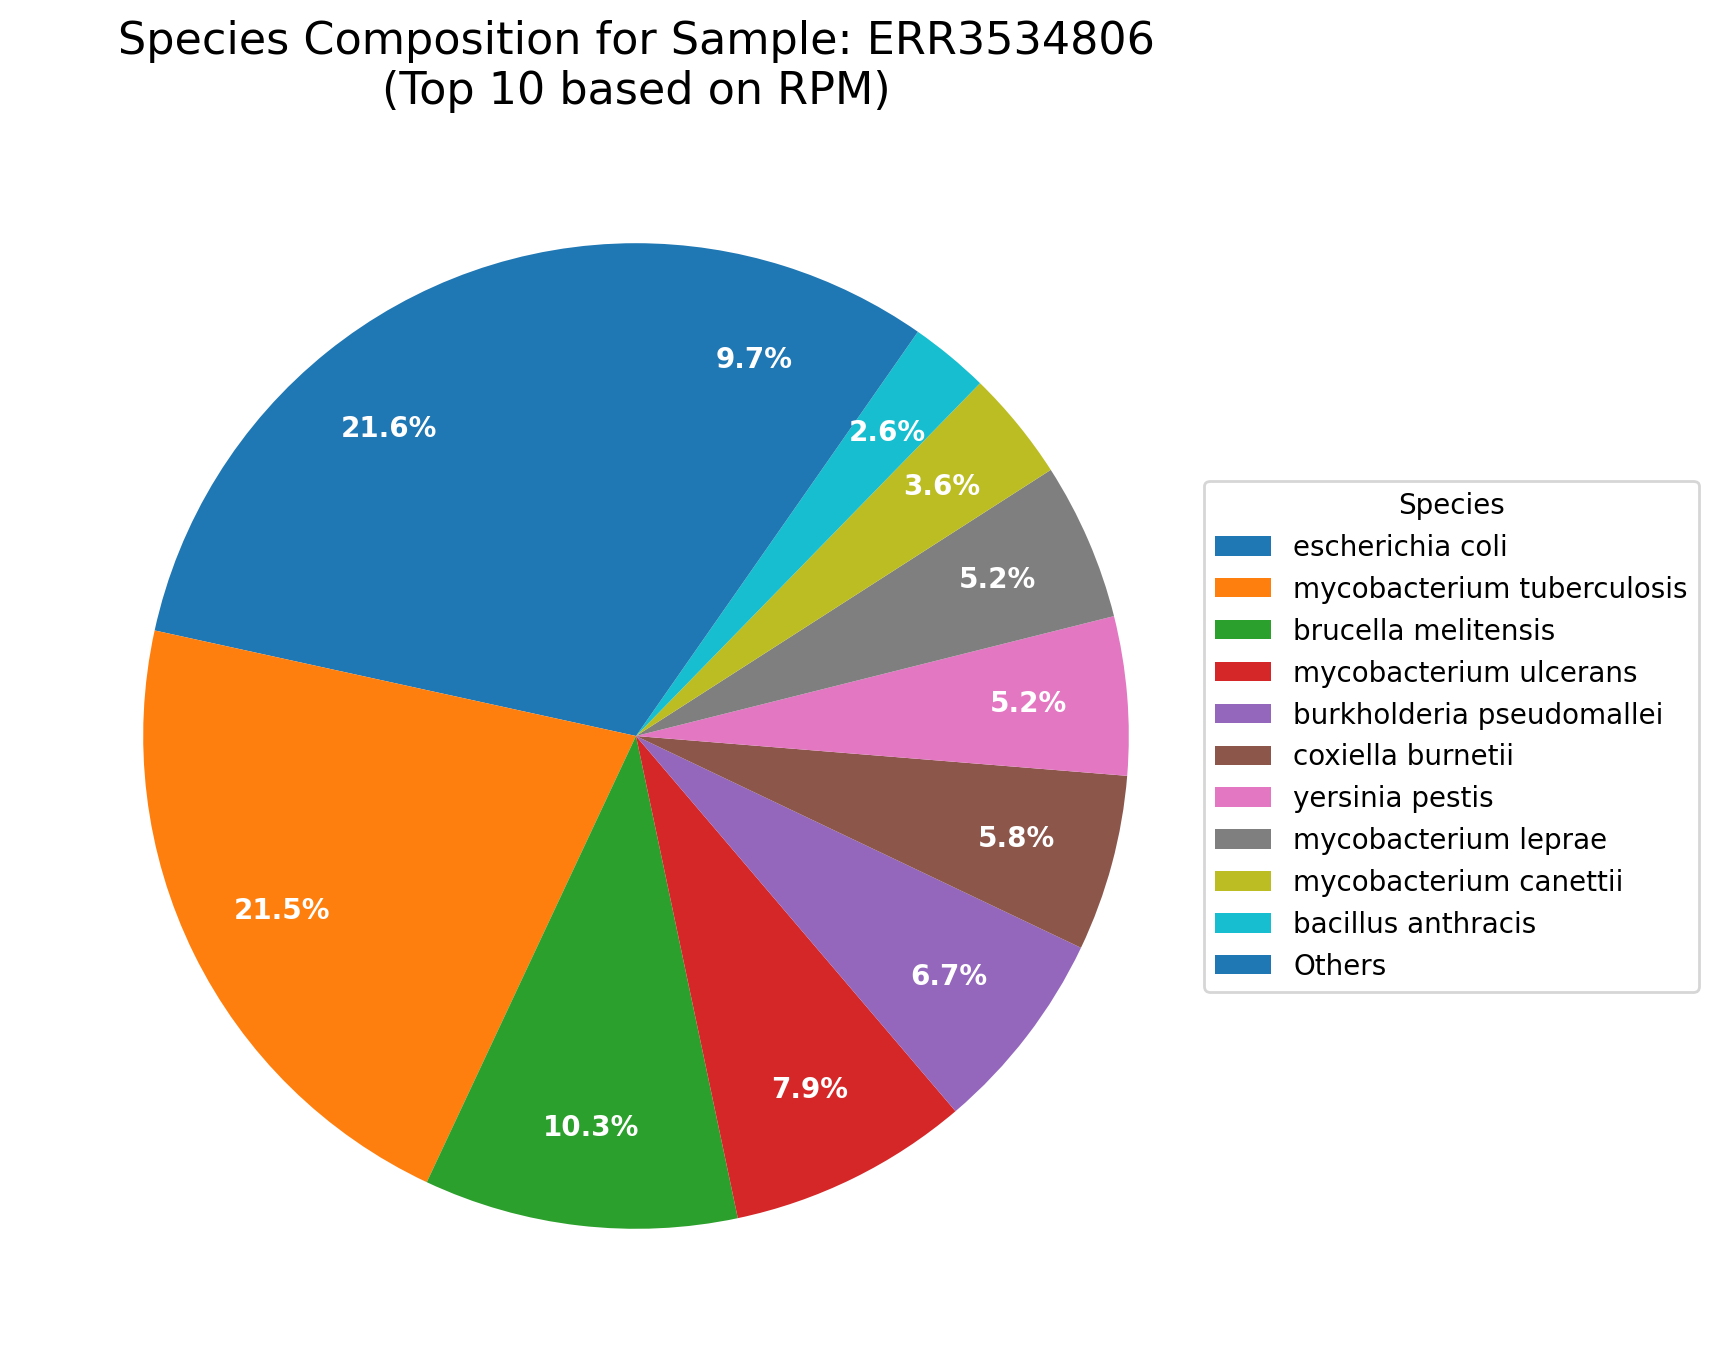 Species Composition for Sample: ERR3534806
(Top 10 based on RPM)
9.7%
21.6%
2.6%
3.6%
5.2%
5.2%
5.8%
21.5%
6.7%
7.9%
10.3%
Species
escherichia coli
mycobacterium tuberculosis
brucella melitensis
mycobacterium ulcerans
burkholderia pseudomallei
coxiella burnetii
yersinia pestis
mycobacterium leprae
mycobacterium canettii
bacillus anthracis
Others